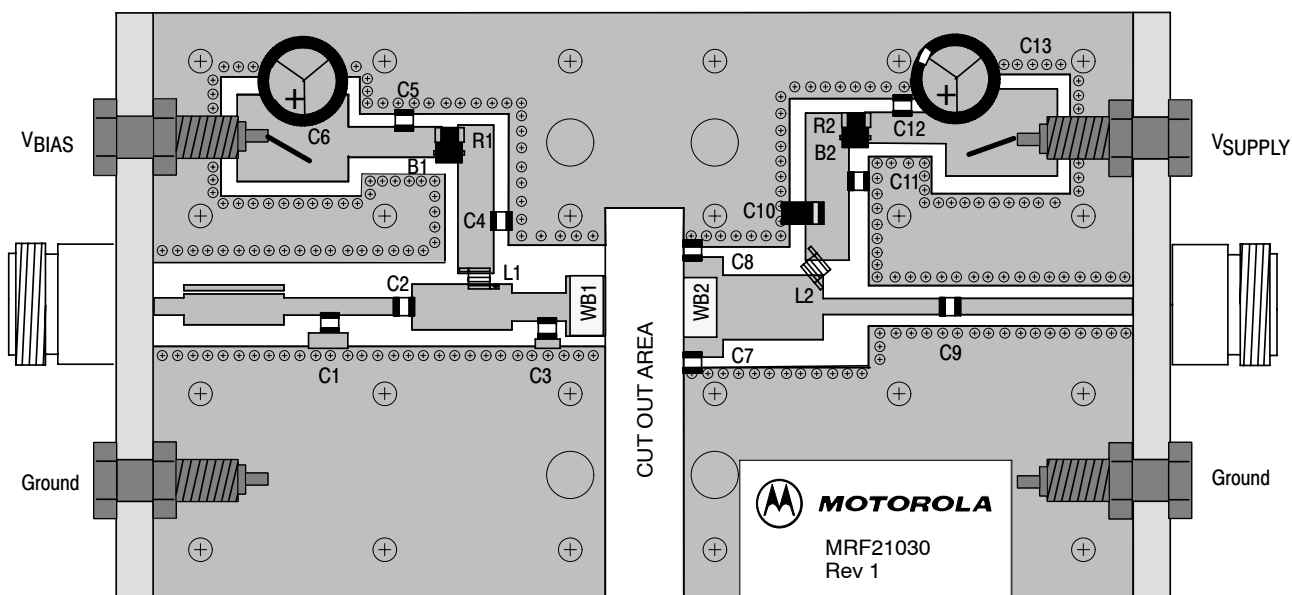 C13
C5
C6
R1
B1
R2
C12
B2
C11
VBIAS
VSUPPLY
C4
C10
C8
L1
L2
C2
WB1
WB2
C1
C3
C7
C9
CUT OUT AREA
Ground
Ground
MOTOROLA
MRF21030
Rev 1